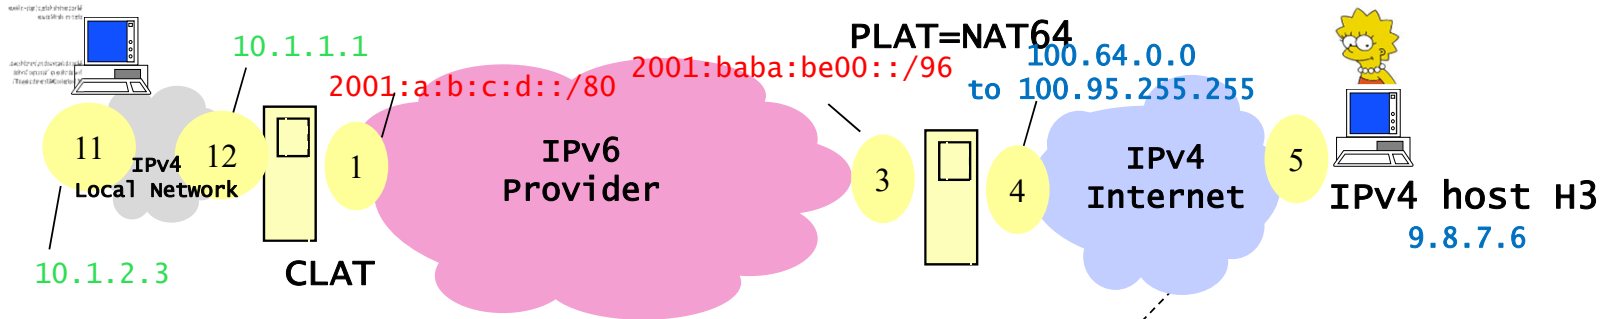 PLAT=NAT64
10.1.1.1
2001:a:b:c:d::/80
2001:baba:be00::/96
100.64.0.0
to 100.95.255.255
11
12
1
3
4
5
IPv4
Local Network
IPv6
Provider
IPv4
Internet
IPv4 host H3
9.8.7.6
10.1.2.3
CLAT